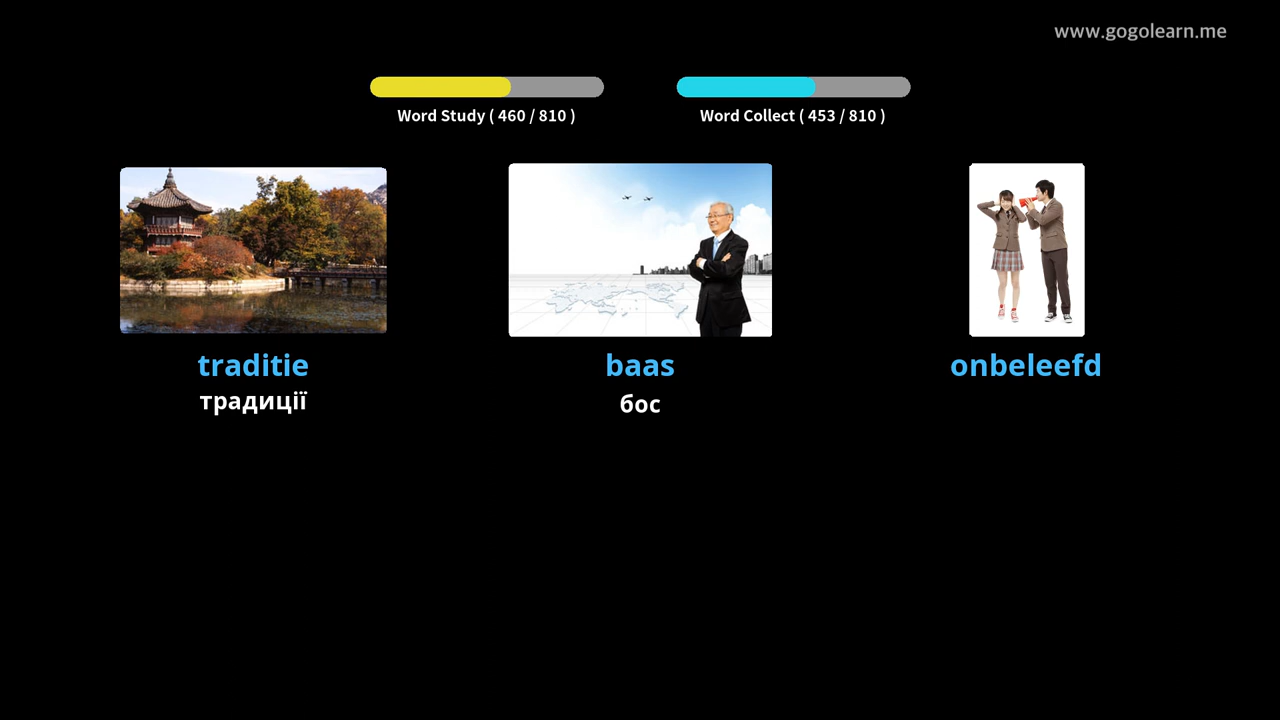 www.gogolearn.me
Word Study ( 460 / 810 )
Word Collect ( 453 / 810 )
traditie
традиції
baas
бос
onbeleefd